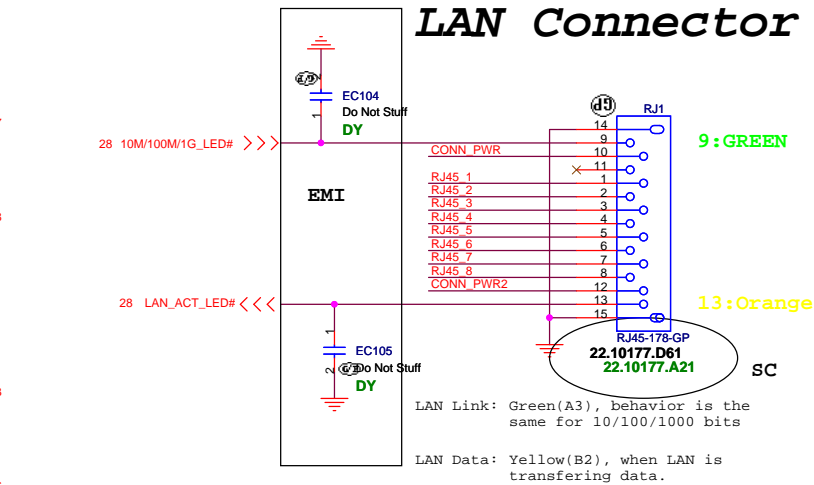 LAN Connector
EC104
Do Not Stuff
DY
2
1
28 10M/100M/1G_LED#
EMI
RJ1
14
9
CONN_PWR 10
11
RJ45_1 1
RJ45_2 2
RJ45_3 3
RJ45_4 4
RJ45_5 5
RJ45_6 6
RJ45_7 7
RJ45_8 8
CONN_PWR2 12
13
15
9:GREEN
13:Orange
28 LAN_ACT_LED#
1
2
EC105
Do Not Stuff
DY
RJ45-178-GP
22.10177.D61
22.10177.A21
SC
LAN Link: Green(A3), behavior is the
same for 10/100/1000 bits
LAN Data: Yellow(B2), when LAN is
transfering data.